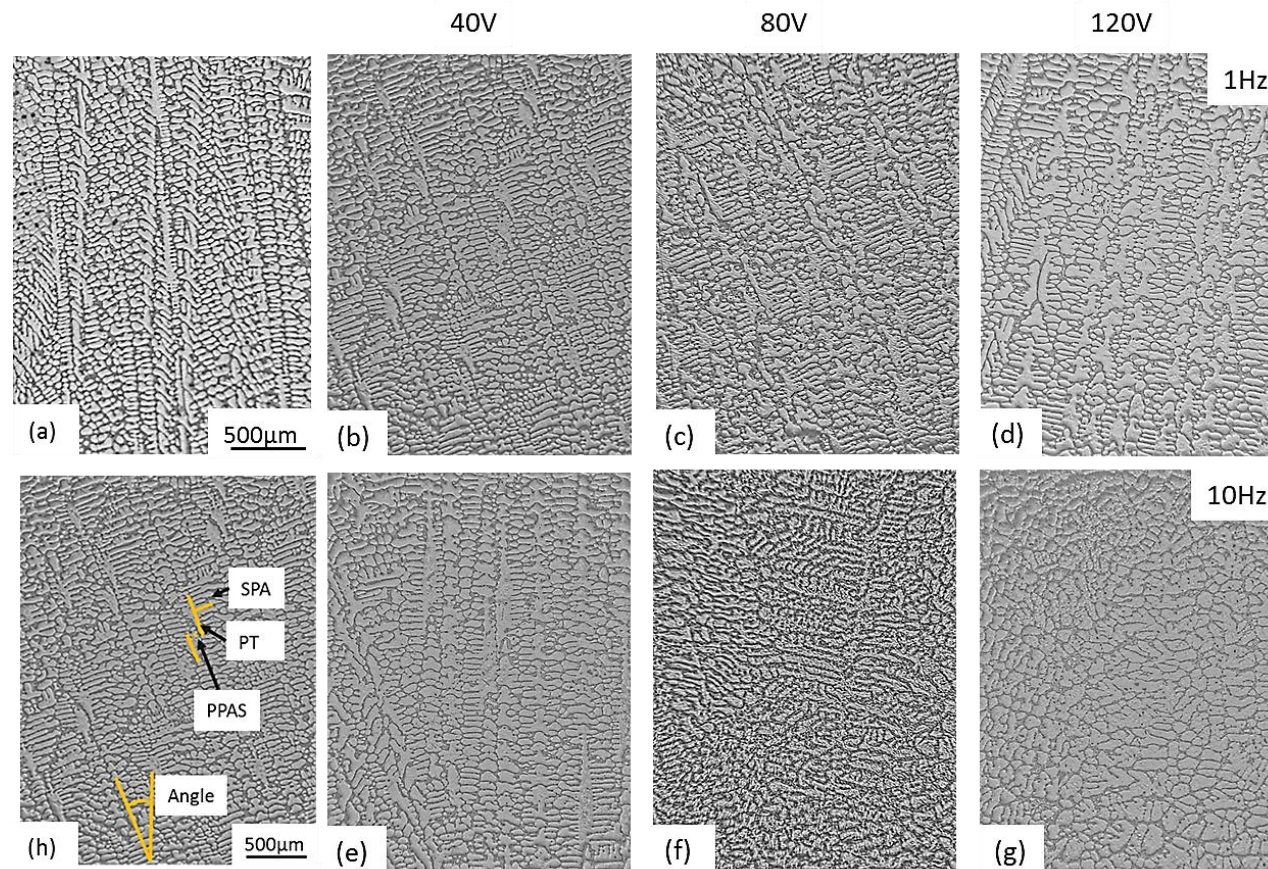 40V
80V
120V
1Hz
(a)
500µm
(b)
(c)
(d)
10Hz
SPA
PT
PPAS
Angle
(h)
500µm
(e)
(f)
(g)